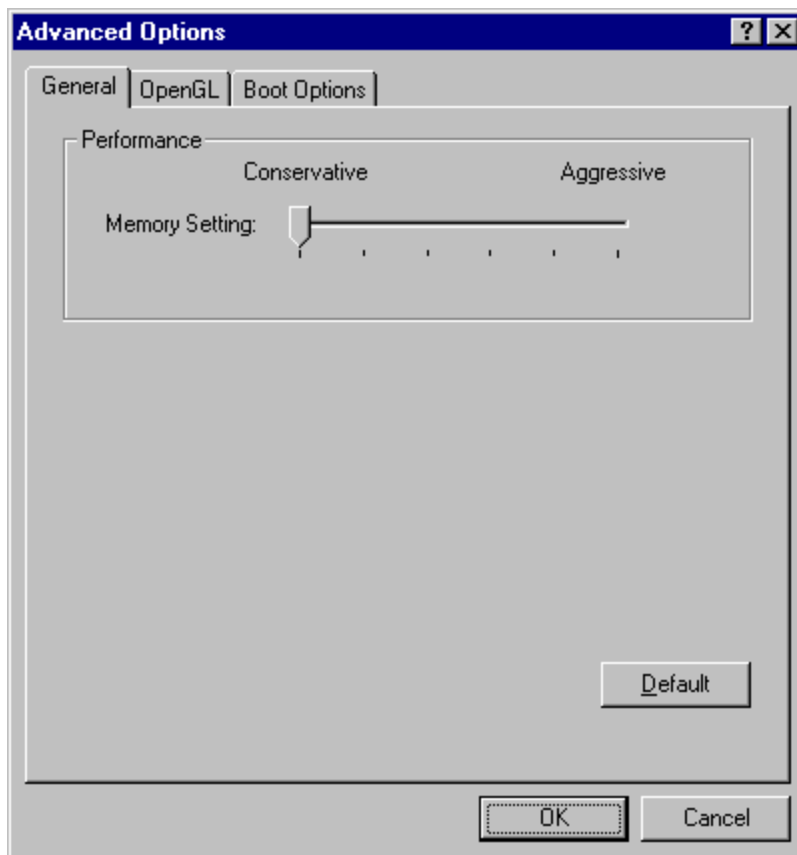 Advanced Options
General OpenGL Boot Options
Performance
Conservative Aggressive
Memory Setting:
Default
OK Cancel